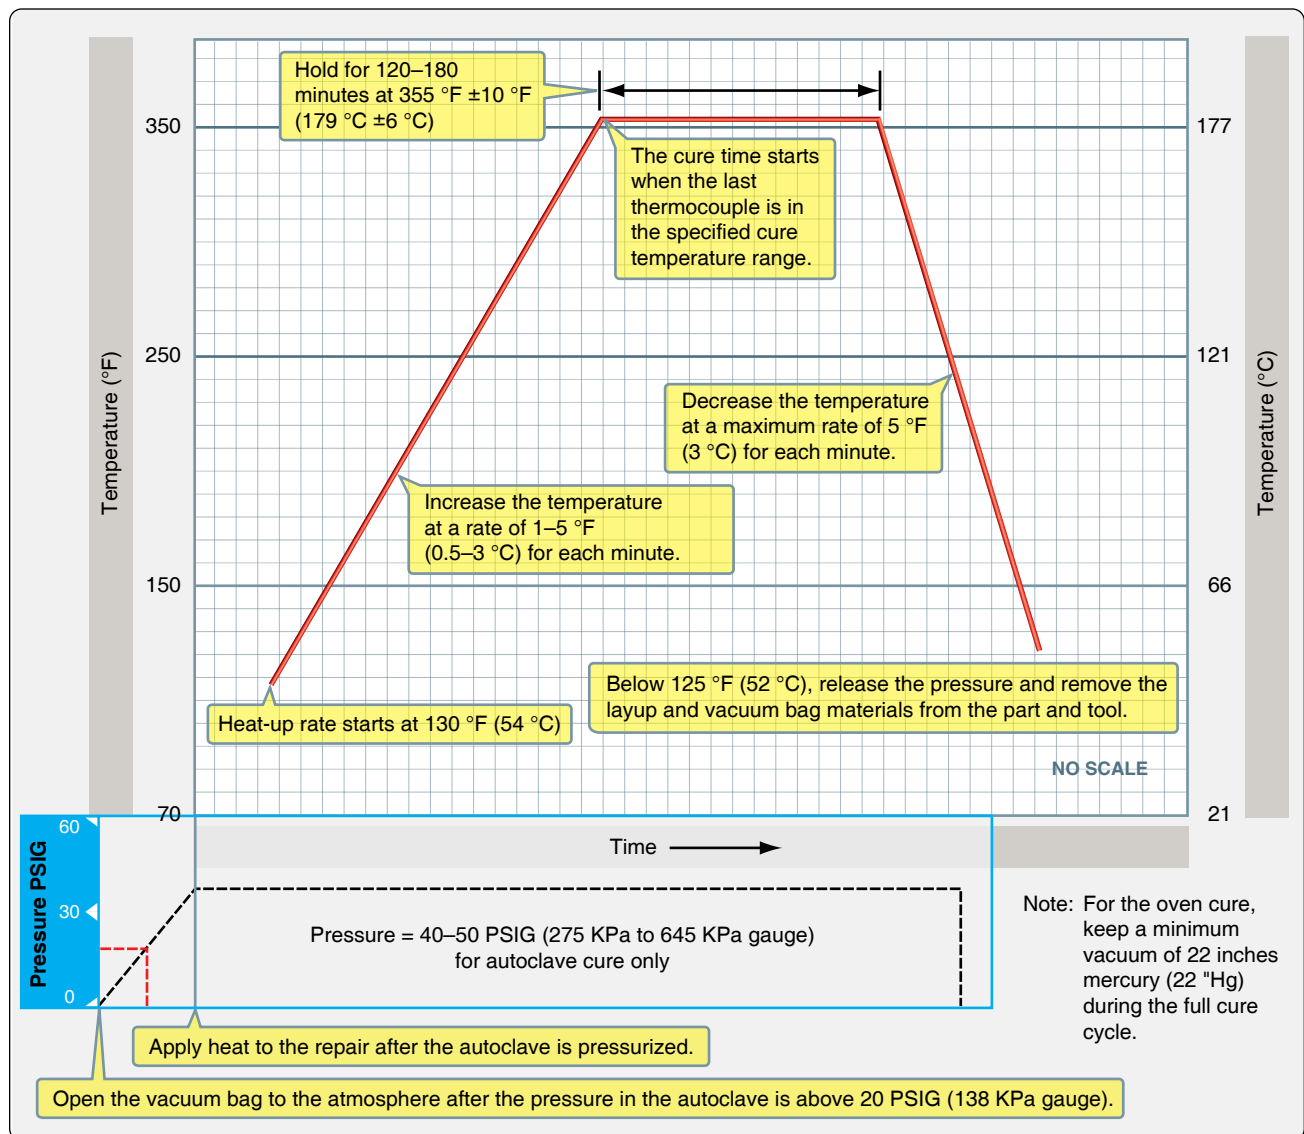 Hold for 120–180
minutes at 355 °F ±10 °F
(179 °C ±6 °C)
350
177
The cure time starts
when the last
thermocouple is in
the specified cure
temperature range.
Temperature (°F)
250
121
Temperature (°C)
Decrease the temperature
at a maximum rate of 5 °F
(3 °C) for each minute.
Increase the temperature
at a rate of 1–5 °F
(0.5–3 °C) for each minute.
150
66
Below 125 °F (52 °C), release the pressure and remove the
layup and vacuum bag materials from the part and tool.
Heat-up rate starts at 130 °F (54 °C)
NO SCALE
70
21
Pressure PSIG
60
30
0
Time
Pressure = 40–50 PSIG (275 KPa to 645 KPa gauge)
for autoclave cure only
Note: For the oven cure,
keep a minimum
vacuum of 22 inches
mercury (22 "Hg)
during the full cure
cycle.
Apply heat to the repair after the autoclave is pressurized.
Open the vacuum bag to the atmosphere after the pressure in the autoclave is above 20 PSIG (138 KPa gauge).